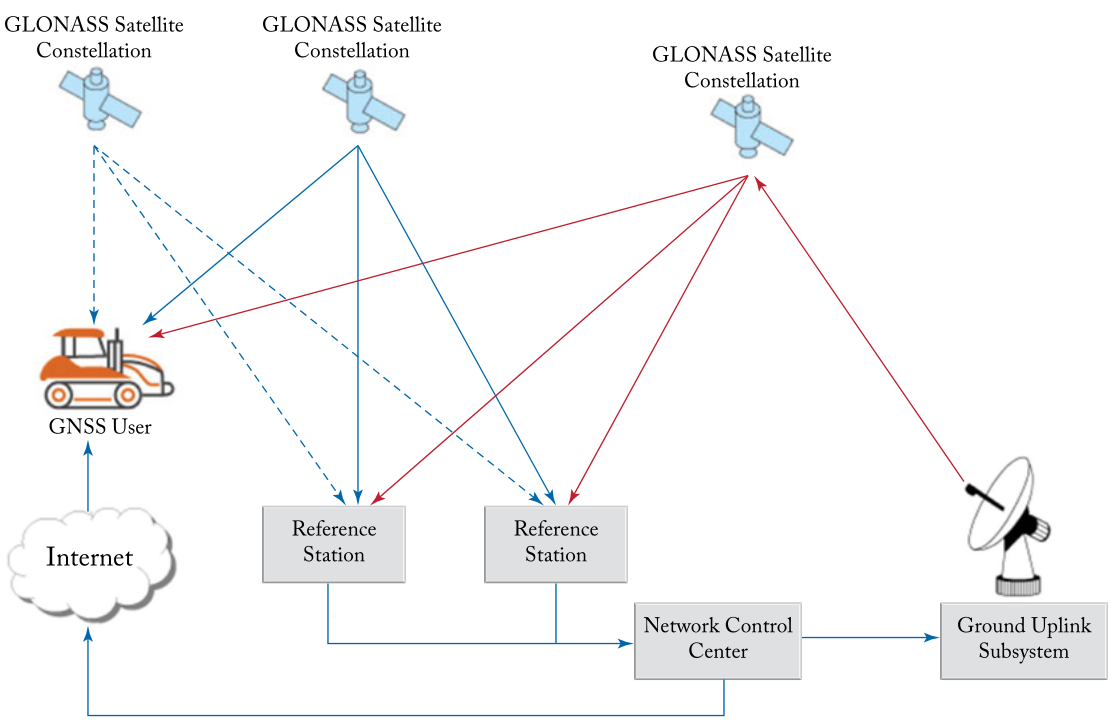 GLONASS Satellite
Constellation
GLONASS Satellite
Constellation
GLONASS Satellite
Constellation
GNSS User
Internet
Reference
Station
Reference
Station
Network Control
Center
Ground Uplink
Subsystem